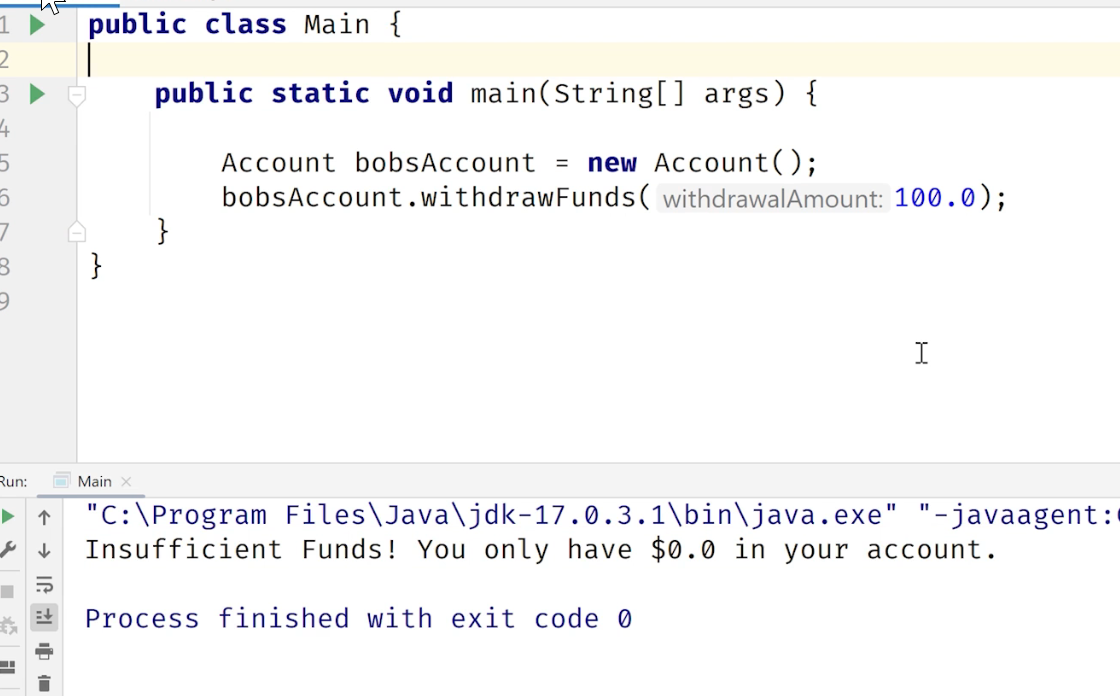 1 public class Main {
2
3 public static void main(String[] args) {
4
5 Account bobsAccount = new Account();
6 bobsAccount.withdrawFunds( withdrawalAmount: 100.0);
7 }
8 }
9
Run: Main
"C:\Program Files\Java\jdk-17.0.3.1\bin\java.exe" "-javaagent:
Insufficient Funds! You only have $0.0 in your account.
Process finished with exit code 0